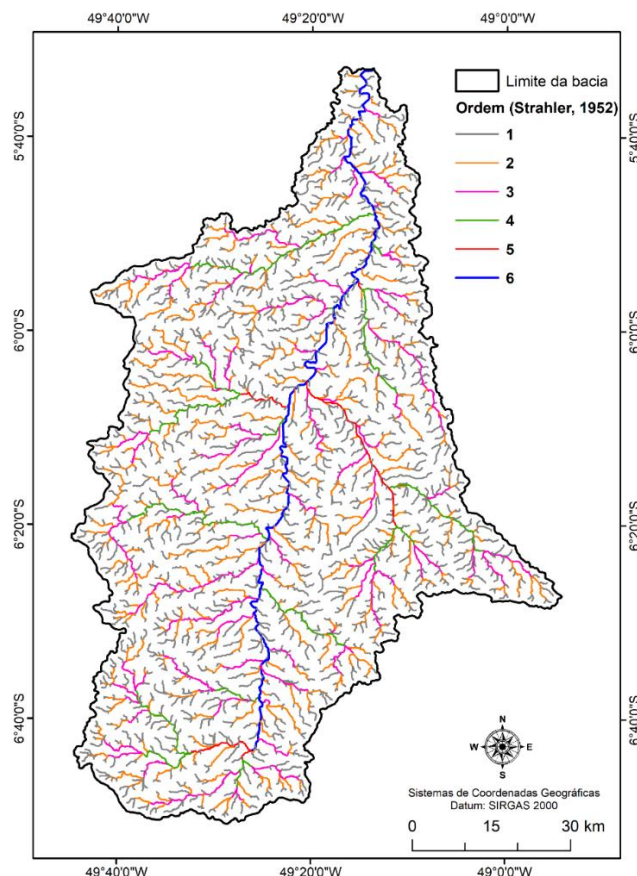 49°40'0"W 49°20'0"W 49°0'0"W
Limite da bacia
Ordem (Strahler, 1952)
1
2
3
4
5
6
5°40'0"S 5°40'0"S
6°0'0"S 6°0'0"S
6°20'0"S 6°20'0"S
6°40'0"S 6°40'0"S
N
W E
S
Sistemas de Coordenadas Geográficas
Datum: SIRGAS 2000
0 15 30 km
49°40'0"W 49°20'0"W 49°0'0"W